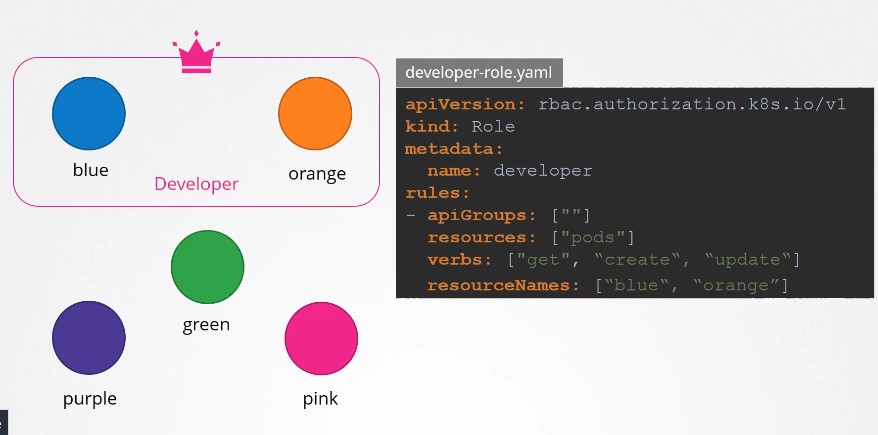 blue
orange
Developer
green
purple
pink
developer-role.yaml
apiVersion: rbac.authorization.k8s.io/v1
kind: Role
metadata:
  name: developer
rules:
- apiGroups: [""]
  resources: ["pods"]
  verbs: ["get", “create“, “update“]
  resourceNames: [“blue“, “orange”]